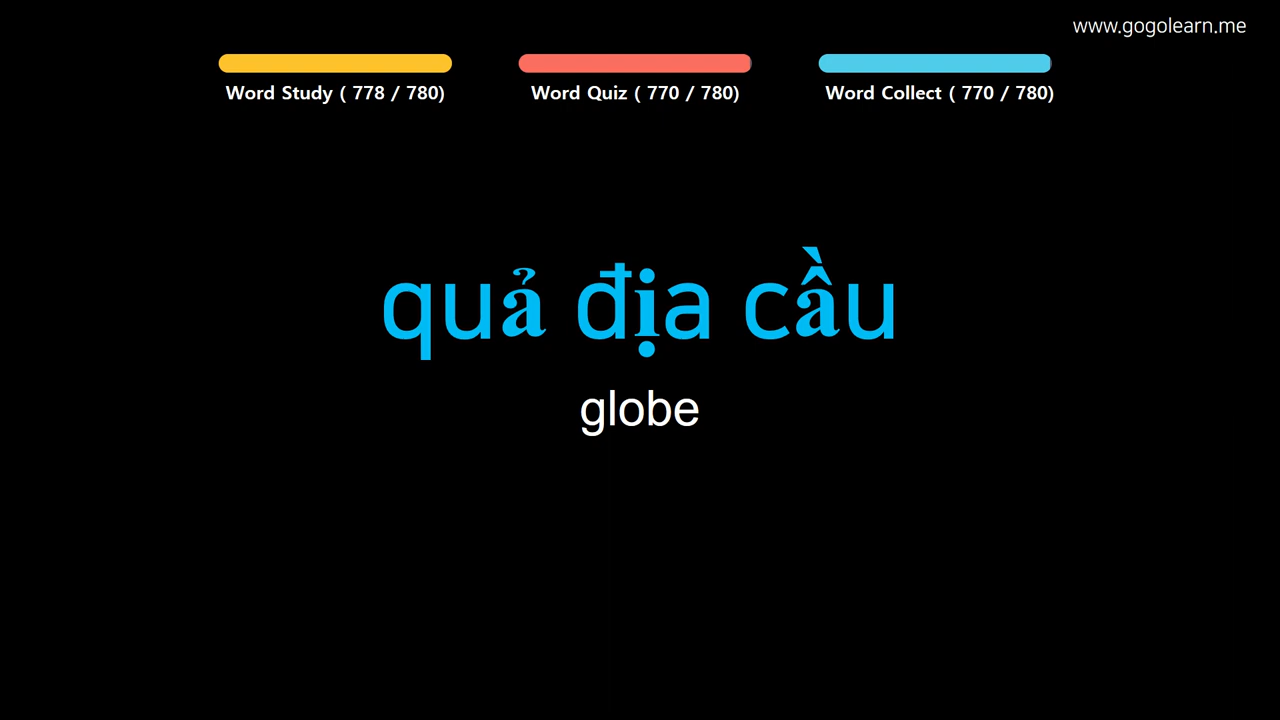 www.gogolearn.me
Word Study ( 778 / 780)
Word Quiz ( 770 / 780)
Word Collect ( 770 / 780)
quả địa cầu
globe